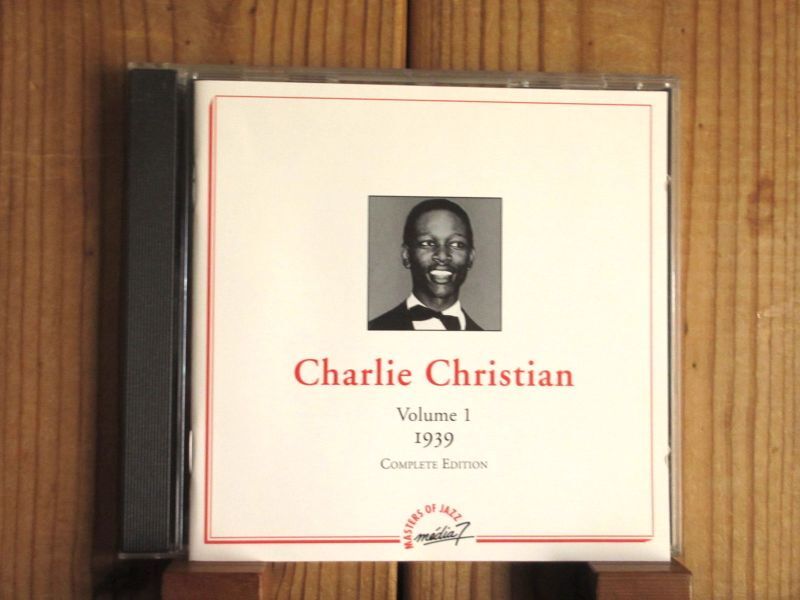 Charlie Christian
Volume 1
1939
COMPLETE EDITION
MASTERS OF JAZZ
média 7